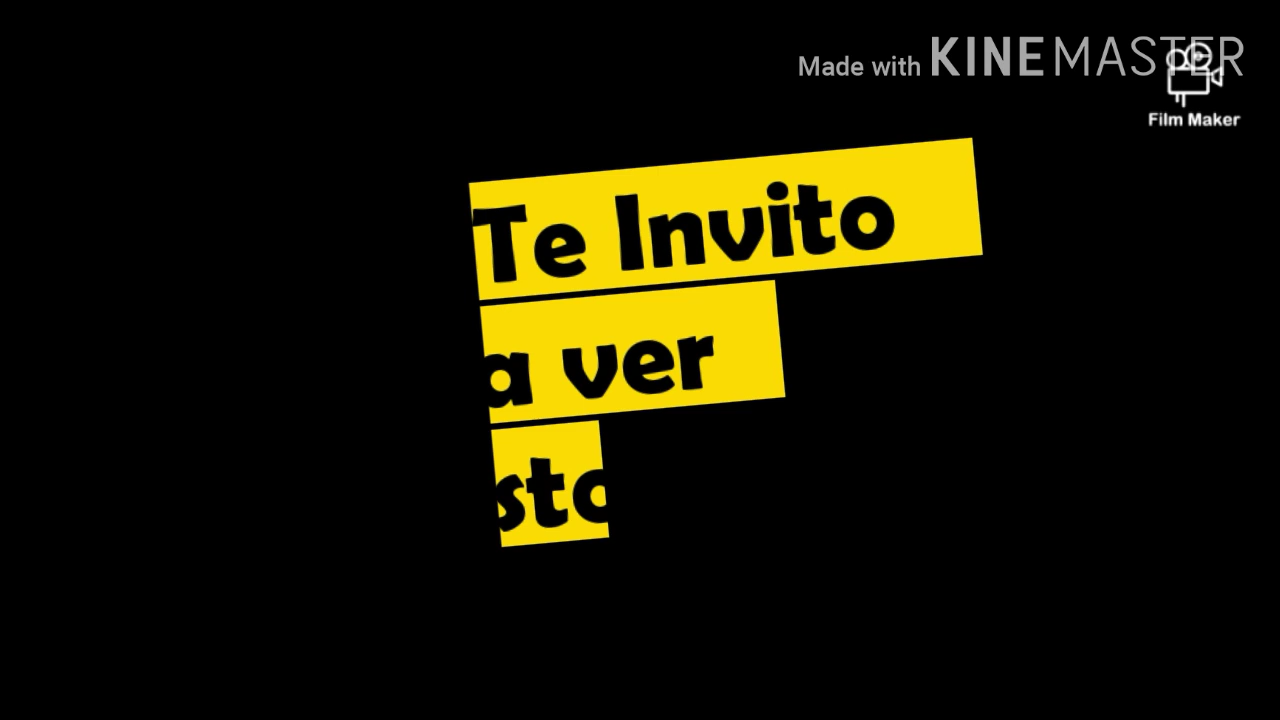 Made with KINEMASTER
Film Maker
Te Invito
a ver
sto